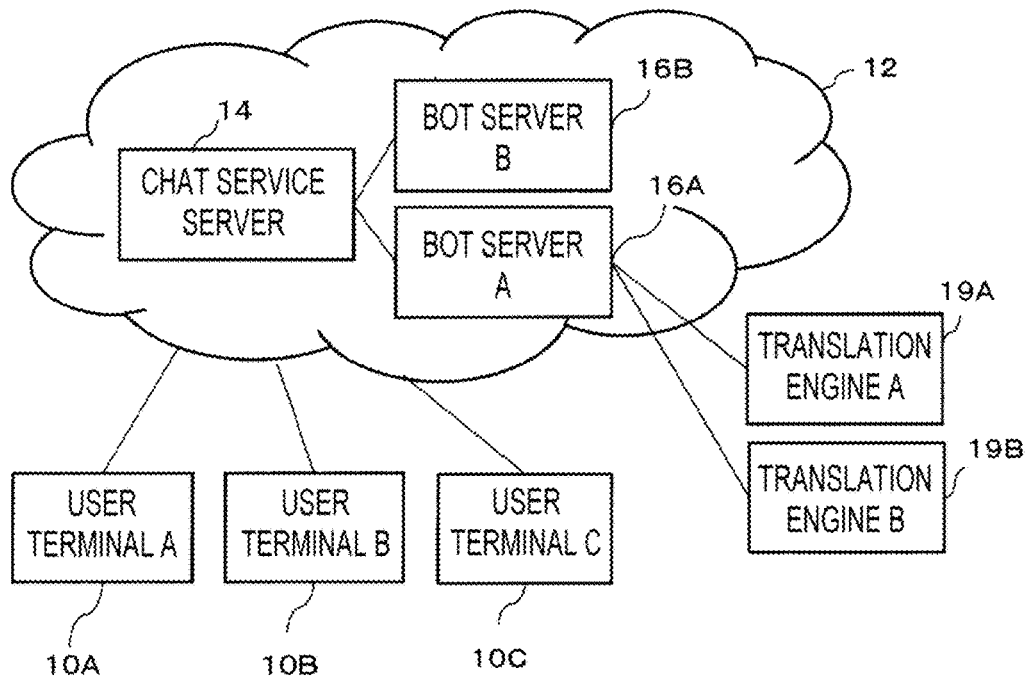 16B
12
14
BOT SERVER
B
CHAT SERVICE
SERVER
16A
BOT SERVER
A
19A
TRANSLATION
ENGINE A
19B
TRANSLATION
ENGINE B
USER
TERMINAL A
USER
TERMINAL B
USER
TERMINAL C
10A
10B
10C